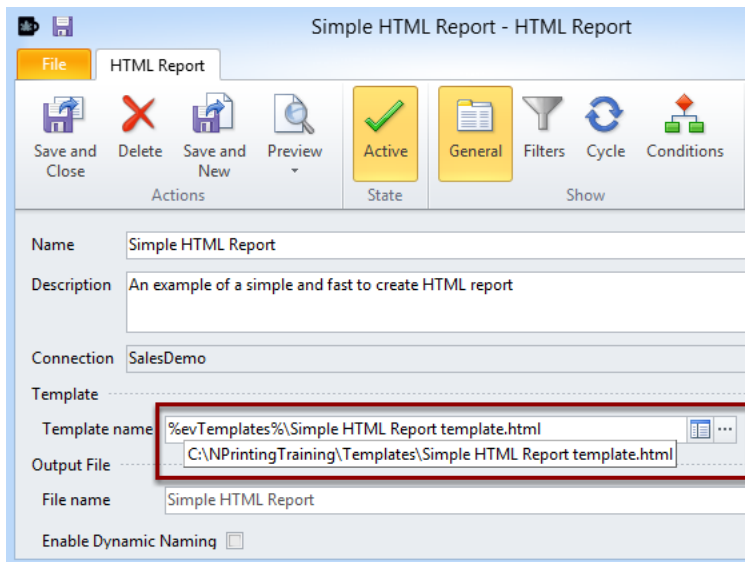 Simple HTML Report - HTML Report
File HTML Report
Save and Close Delete Save and New Preview Active General Filters Cycle Conditions
Actions State Show
Name Simple HTML Report
Description An example of a simple and fast to create HTML report
Connection SalesDemo
Template
Template name %evTemplates%\Simple HTML Report template.html
C:\NPrintingTraining\Templates\Simple HTML Report template.html
Output File
File name Simple HTML Report
Enable Dynamic Naming